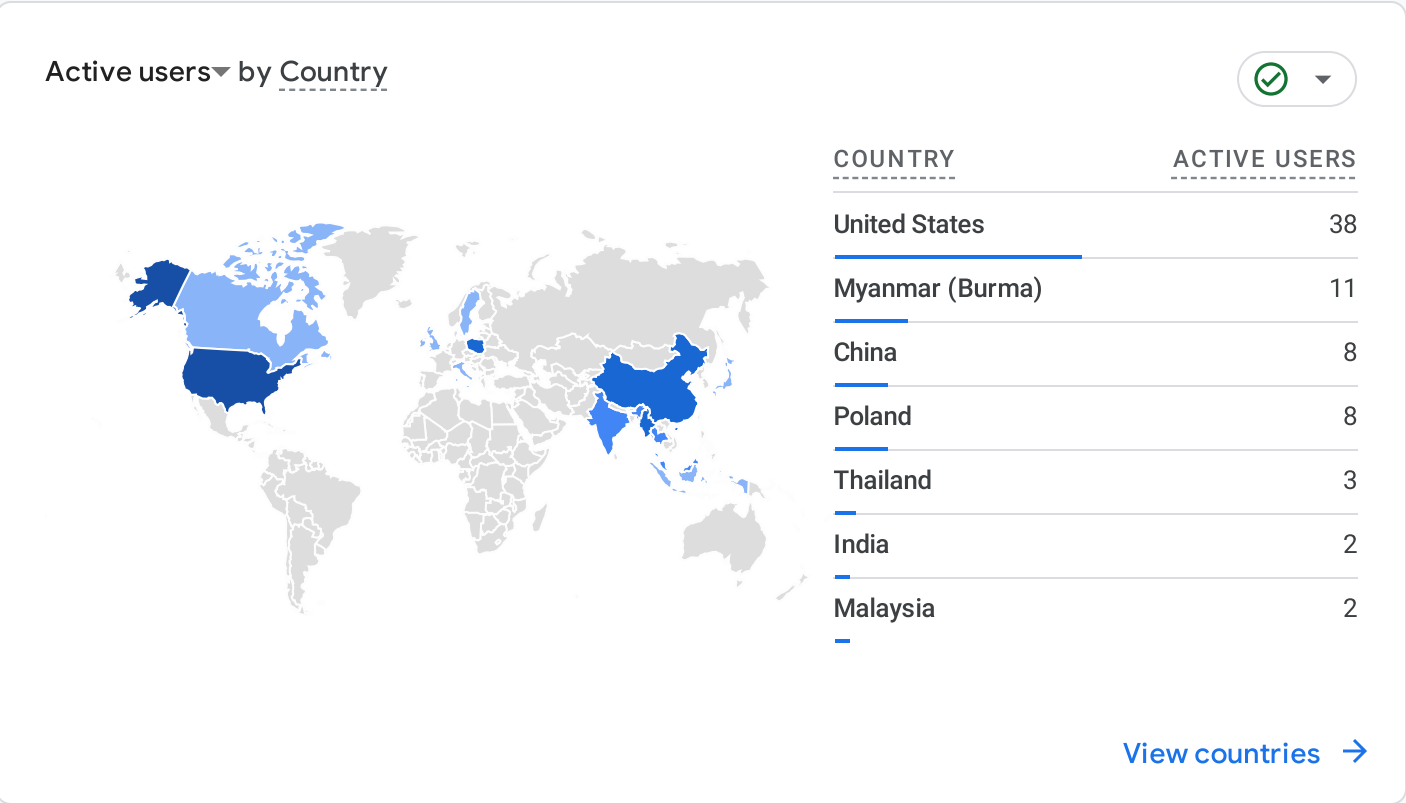 Active users by Country
COUNTRY ACTIVE USERS
United States 38
Myanmar (Burma) 11
China 8
Poland 8
Thailand 3
India 2
Malaysia 2
View countries